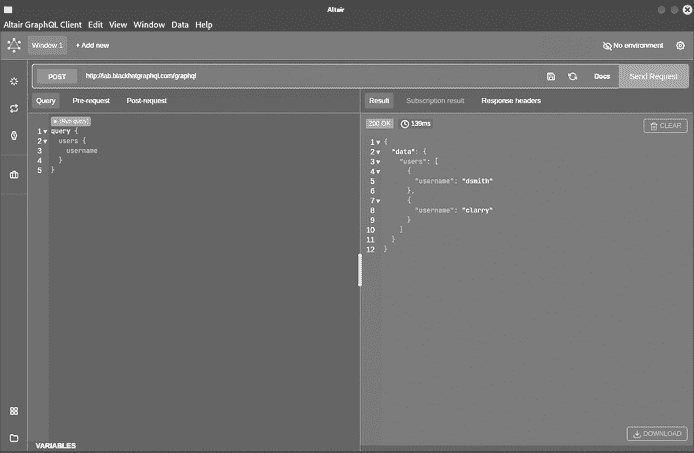 Altair
Altair GraphQL Client Edit View Window Data Help
Window 1 + Add new No environment
POST http://lab.blackhatgraphql.com/graphql Docs Send Request
Query Pre-request Post-request
(Run query)
1 query {
2 users {
3 username
4 }
5 }
Result Subscription result Response headers
200 OK 139ms CLEAR
1 {
2 "data": {
3 "users": [
4 {
5 "username": "dsmith"
6 },
7 {
8 "username": "clarry"
9 }
10 ]
11 }
12 }
DOWNLOAD
VARIABLES